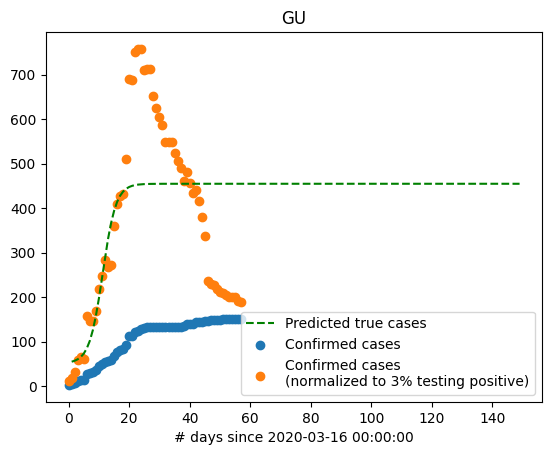 GU
700
600
500
400
300
200
100
0
Predicted true cases
Confirmed cases
Confirmed cases
(normalized to 3% testing positive)
0 20 40 60 80 100 120 140
# days since 2020-03-16 00:00:00